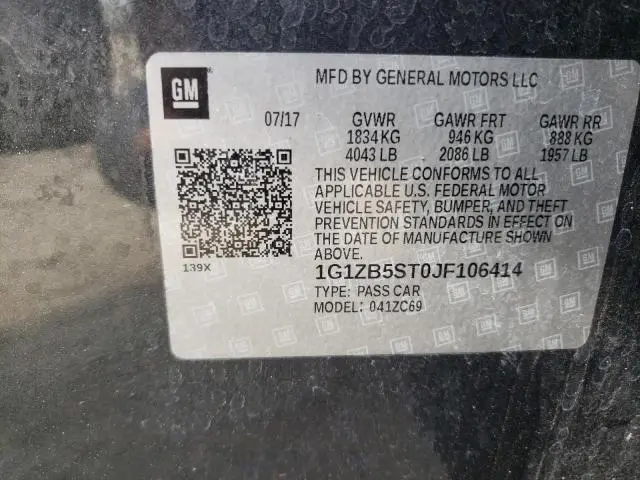 GM
MFD BY GENERAL MOTORS LLC
07/17 GVWR GAWR FRT GAWR RR
1834 KG 946 KG 888 KG
4043 LB 2086 LB 1957 LB
THIS VEHICLE CONFORMS TO ALL
APPLICABLE U.S. FEDERAL MOTOR
VEHICLE SAFETY, BUMPER, AND THEFT
PREVENTION STANDARDS IN EFFECT ON
THE DATE OF MANUFACTURE SHOWN
ABOVE.
139X
1G1ZB5ST0JF106414
TYPE: PASS CAR
MODEL: 041ZC69